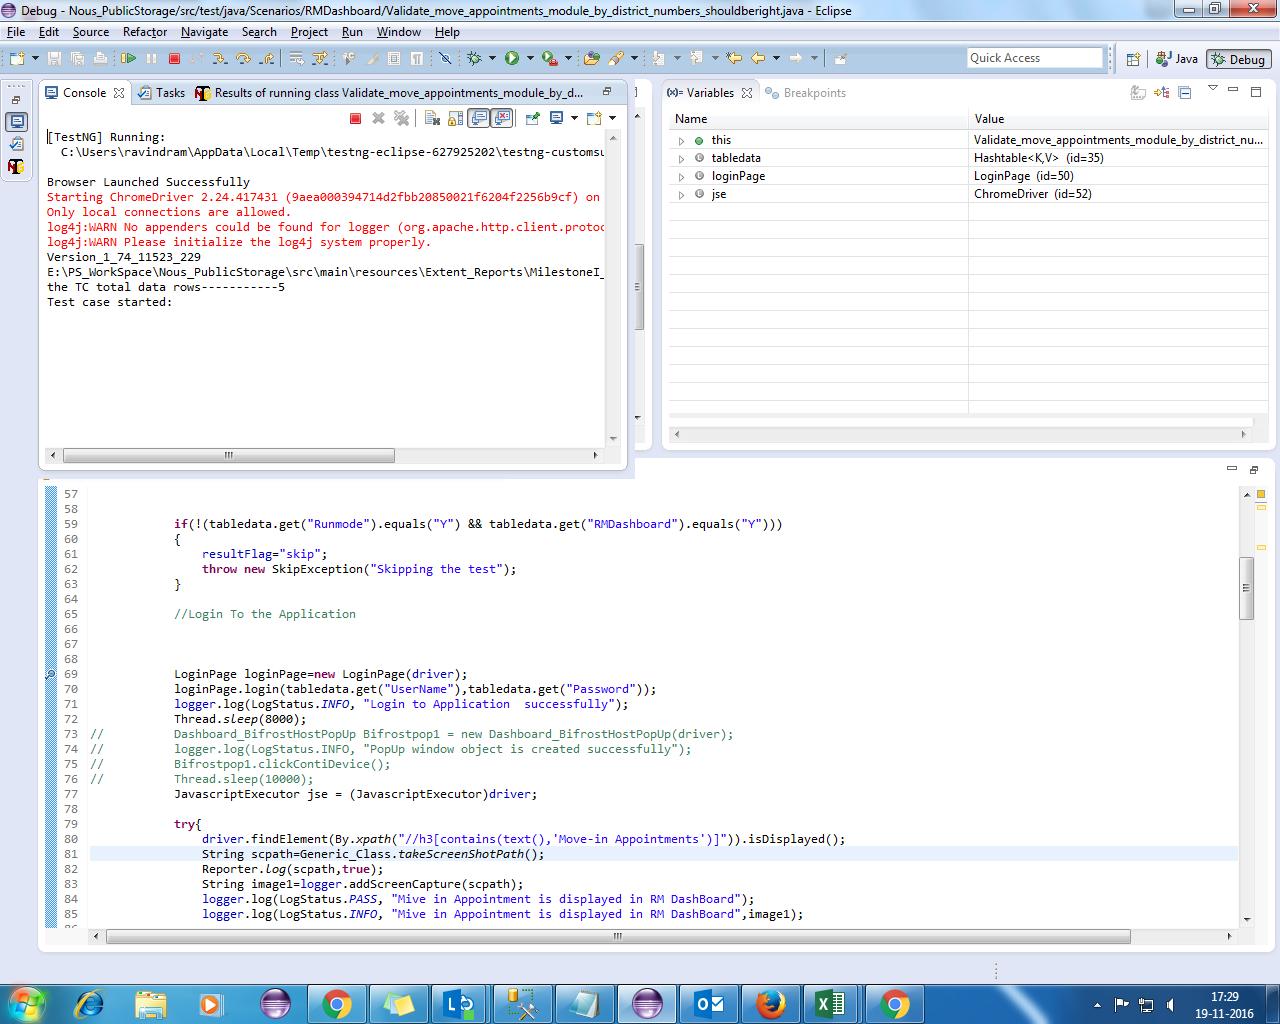 Debug - Nous_PublicStorage/src/test/java/Scenarios/RMDashboard/Validate_move_appointments_module_by_district_numbers_shouldberight.java - Eclipse
File Edit Source Refactor Navigate Search Project Run Window Help
Quick Access
Java
Debug
Console
Tasks
Results of running class Validate_move_appointments_module_by_d...
[TestNG] Running:
C:\Users\ravindram\AppData\Local\Temp\testng-eclipse-627925202\testng-customsu
Browser Launched Successfully
Starting ChromeDriver 2.24.417431 (9aea000394714d2fbb20850021f6204f2256b9cf) on
Only local connections are allowed.
log4j:WARN No appenders could be found for logger (org.apache.http.client.protoc
log4j:WARN Please initialize the log4j system properly.
Version_1_74_11523_229
E:\PS_WorkSpace\Nous_PublicStorage\src\main\resources\Extent_Reports\MilestoneI_
the TC total data rows-----------5
Test case started:
Variables
Breakpoints
Name Value
this Validate_move_appointments_module_by_district_nu...
tabledata Hashtable<K,V> (id=35)
loginPage LoginPage (id=50)
jse ChromeDriver (id=52)
57
58
59 if(!(tabledata.get("Runmode").equals("Y") && tabledata.get("RMDashboard").equals("Y")))
60 {
61 resultFlag="skip";
62 throw new SkipException("Skipping the test");
63 }
64
65 //Login To the Application
66
67
68
69 LoginPage loginPage=new LoginPage(driver);
70 loginPage.login(tabledata.get("UserName"),tabledata.get("Password"));
71 logger.log(LogStatus.INFO, "Login to Application  successfully");
72 Thread.sleep(8000);
73 // Dashboard_BifrostHostPopUp Bifrostpop1 = new Dashboard_BifrostHostPopUp(driver);
74 // logger.log(LogStatus.INFO, "PopUp window object is created successfully");
75 // Bifrostpop1.clickContiDevice();
76 // Thread.sleep(10000);
77 JavascriptExecutor jse = (JavascriptExecutor)driver;
78
79 try{
80 driver.findElement(By.xpath("//h3[contains(text(),'Move-in Appointments')]")).isDisplayed();
81 String scpath=Generic_Class.takeScreenShotPath();
82 Reporter.log(scpath,true);
83 String image1=logger.addScreenCapture(scpath);
84 logger.log(LogStatus.PASS, "Mive in Appointment is displayed in RM DashBoard");
85 logger.log(LogStatus.INFO, "Mive in Appointment is displayed in RM DashBoard",image1);
17:29
19-11-2016